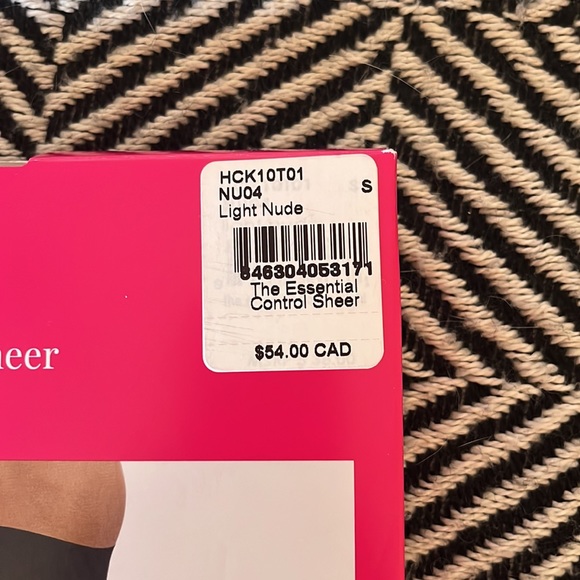 HCK10T01
NU04 S
Light Nude
846304053171
The Essential
Control Sheer
$54.00 CAD
heer